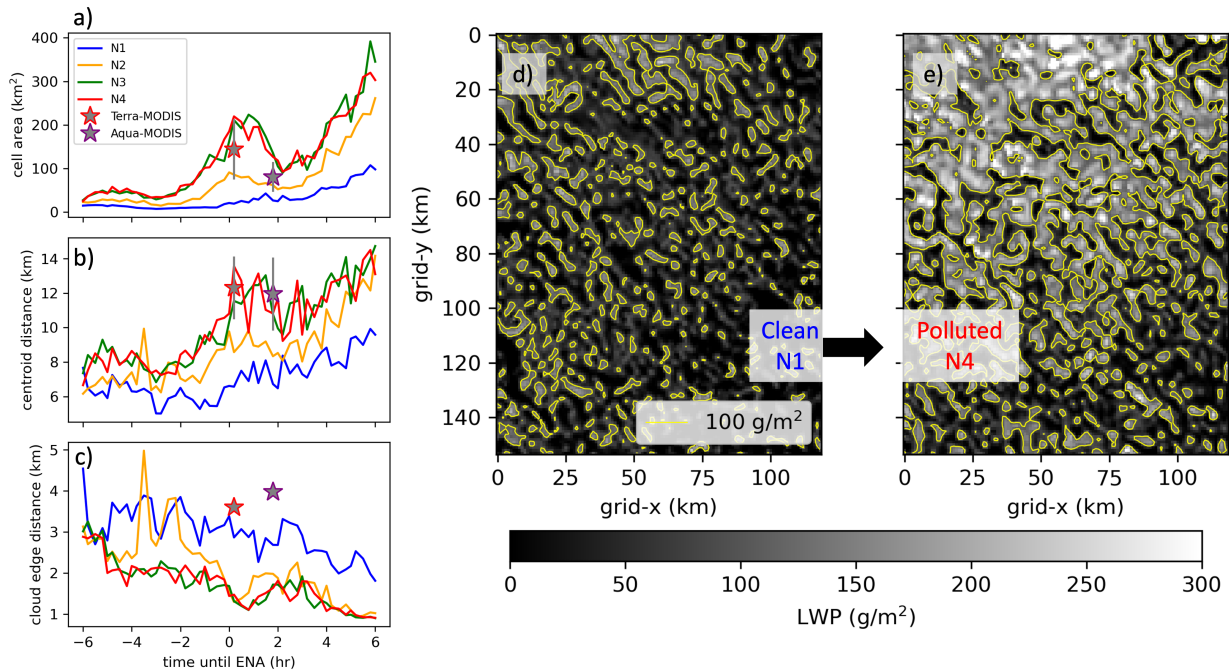 a)
400
300
200
100
0
cell area (km²)
N1
N2
N3
N4
Terra-MODIS
Aqua-MODIS
b)
14
12
10
8
6
centroid distance (km)
c)
5
4
3
2
1
cloud edge distance (km)
−6 −4 −2 0 2 4 6
time until ENA (hr)
d)
0
20
40
60
80
100
120
140
grid-y (km)
Clean
N1
100 g/m²
0 25 50 75 100
grid-x (km)
e)
Polluted
N4
0 25 50 75 100
grid-x (km)
0 50 100 150 200 250 300
LWP (g/m²)